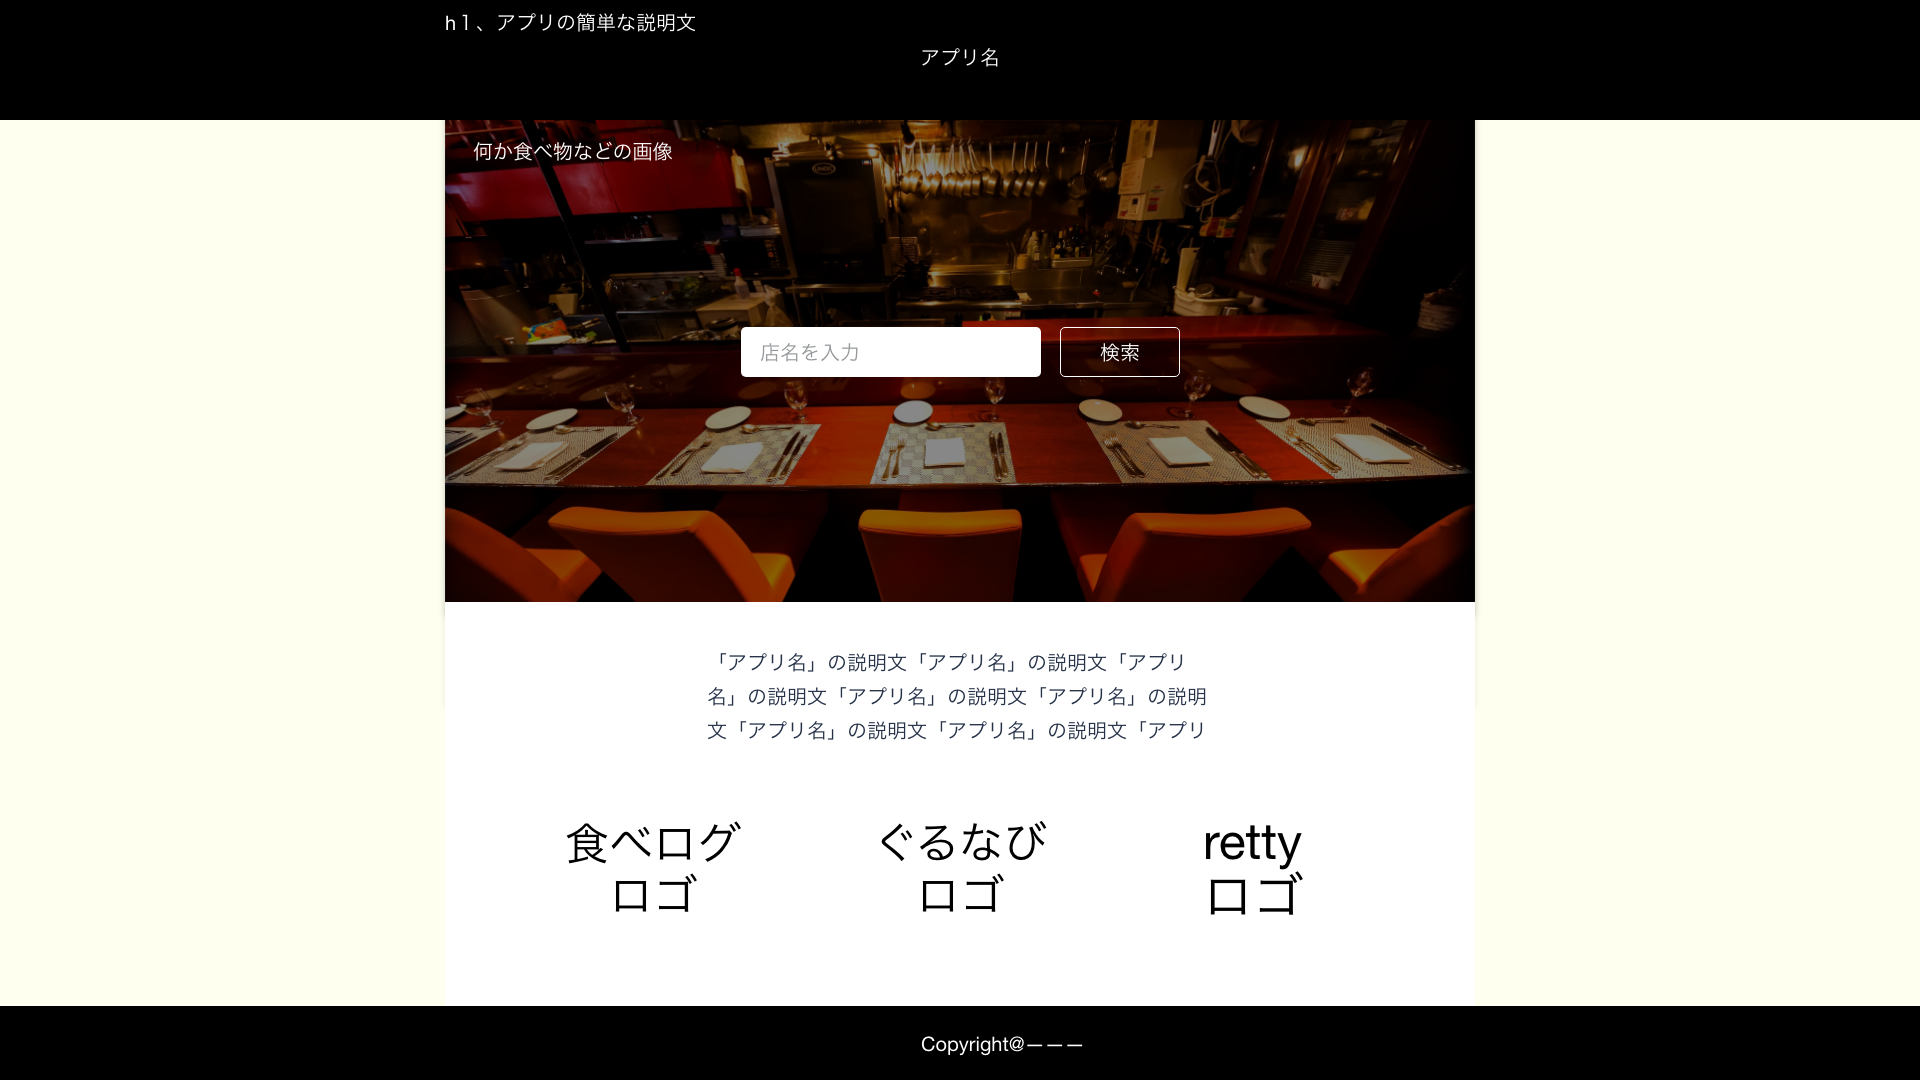 h１、アプリの簡単な説明文
アプリ名
何か食べ物などの画像
店名を入力
検索
「アプリ名」の説明文「アプリ名」の説明文「アプリ
名」の説明文「アプリ名」の説明文「アプリ名」の説明
文「アプリ名」の説明文「アプリ名」の説明文「アプリ
食べログ
ロゴ
ぐるなび
ロゴ
retty
ロゴ
Copyright@ーーー